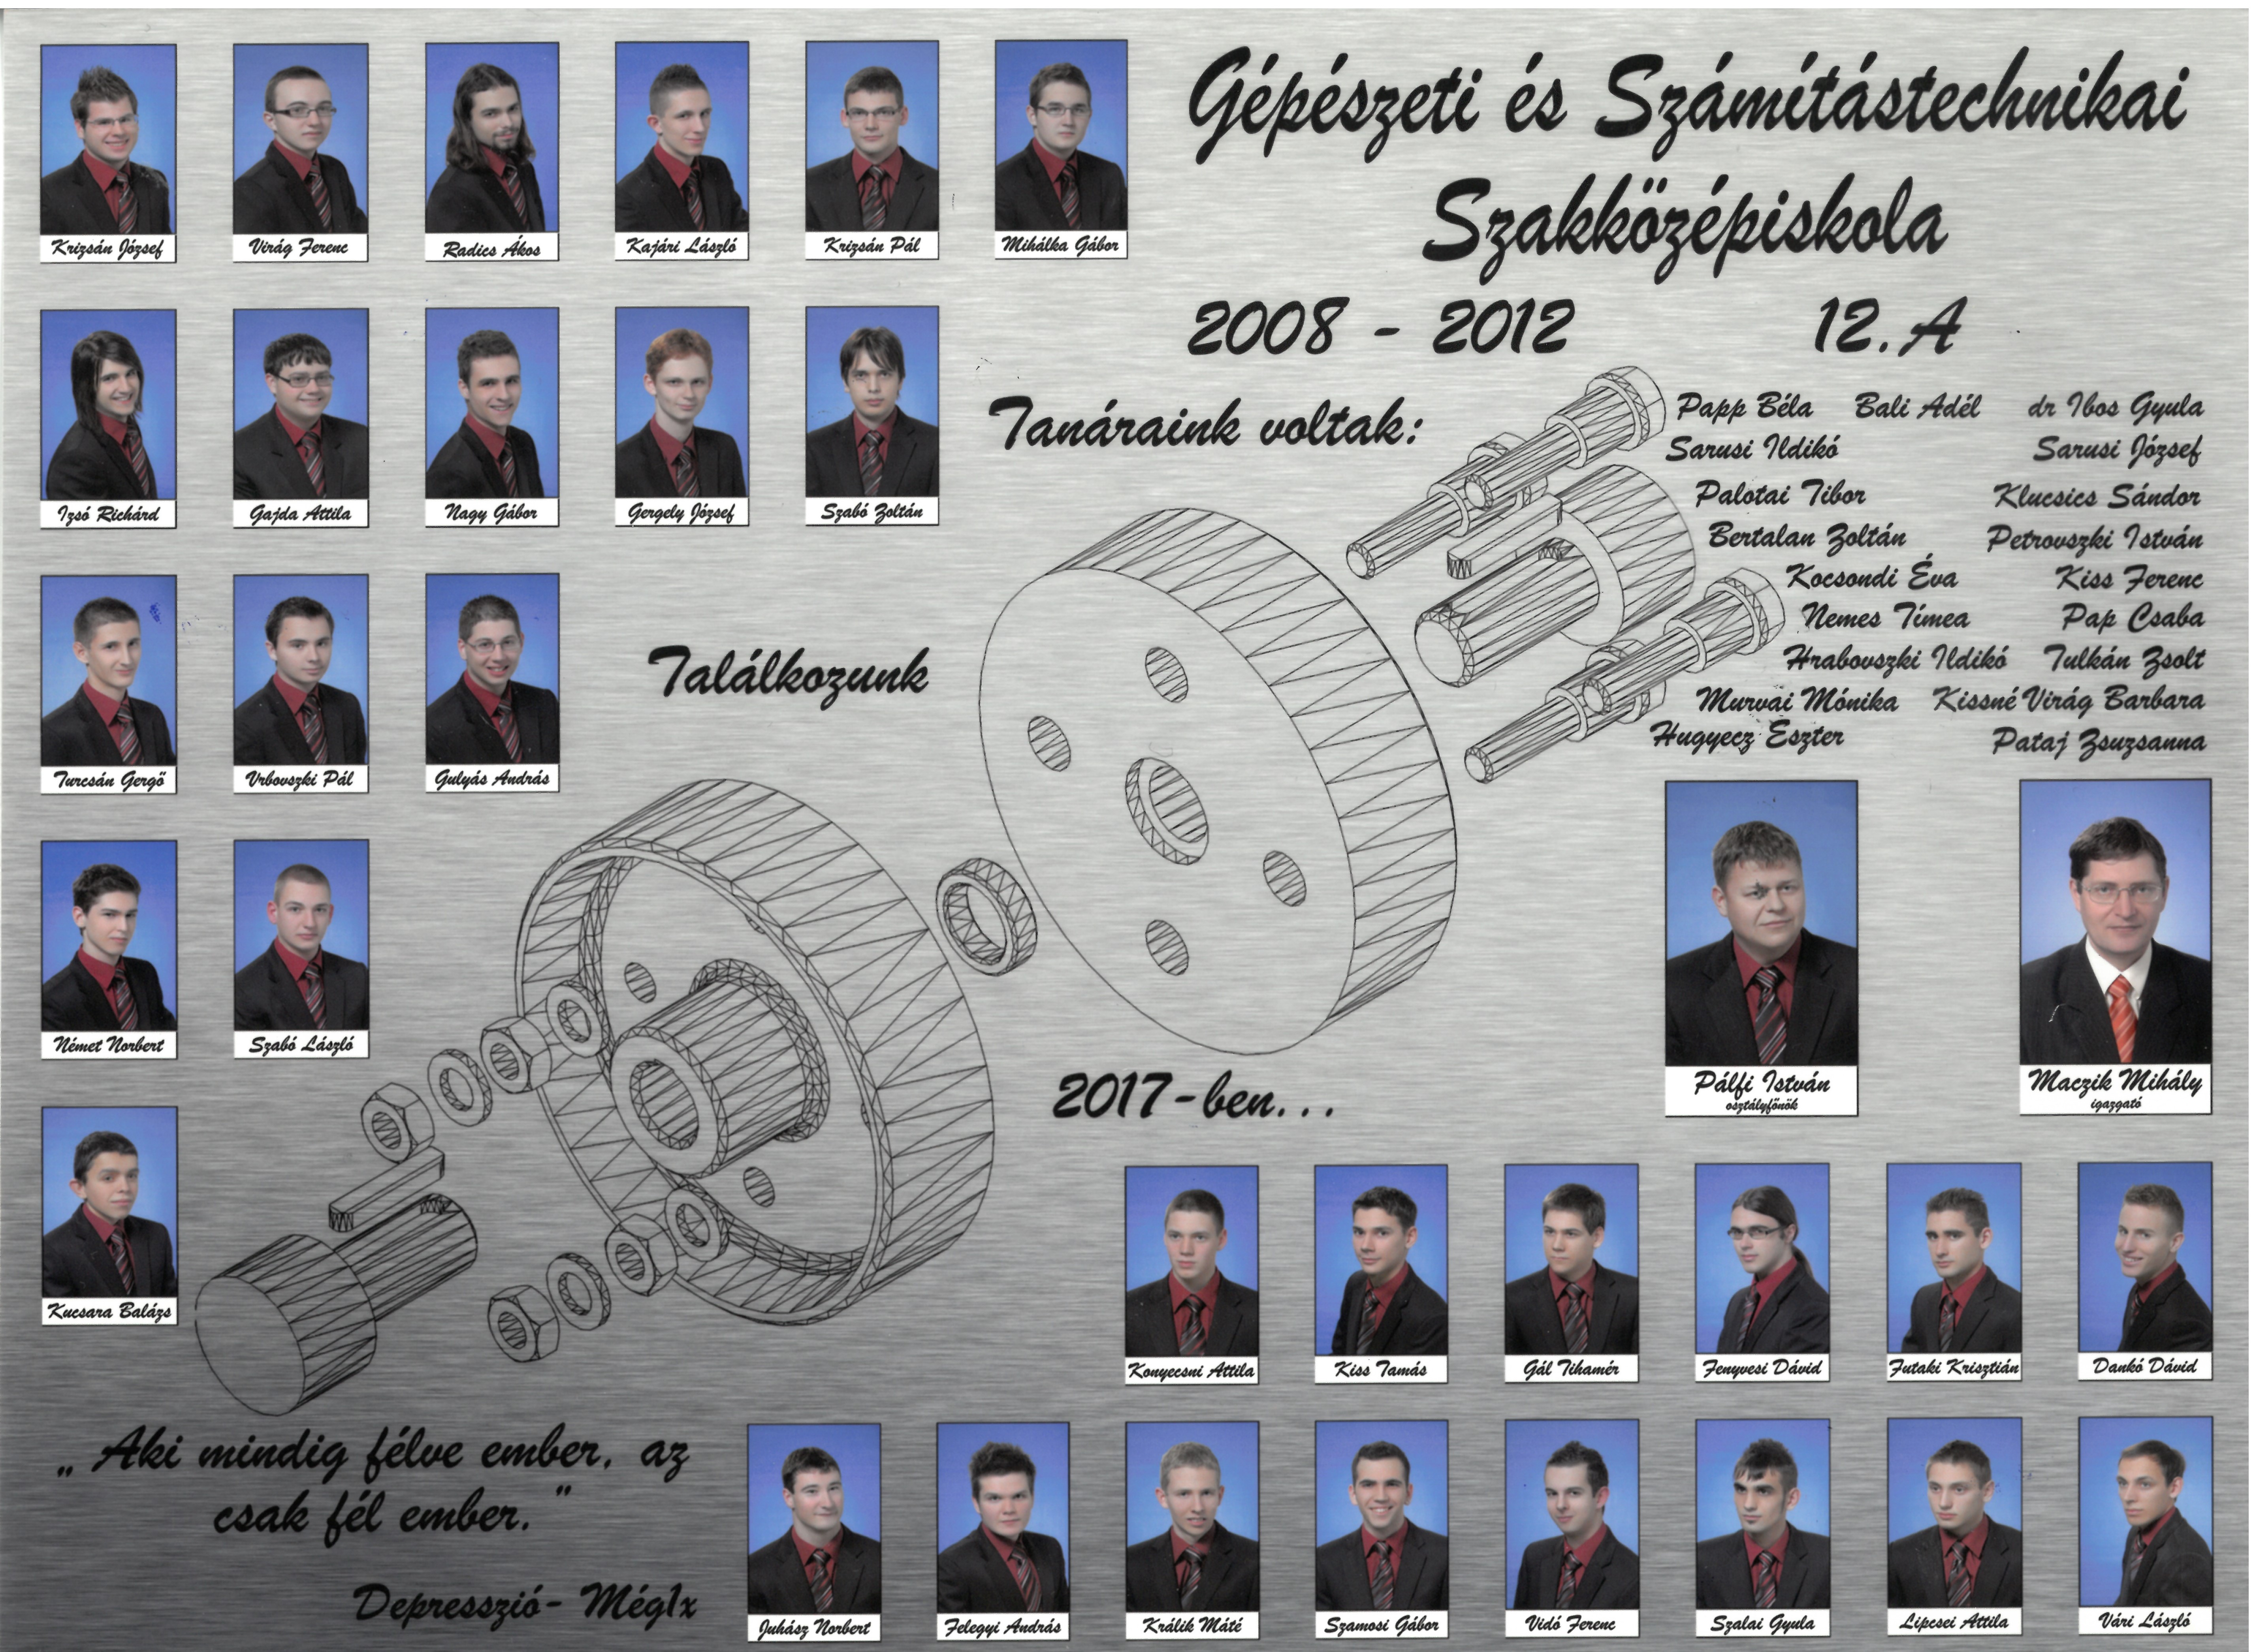 Gépészeti és Számítástechnikai
Szakközépiskola
2008 - 2012 12. A
Krizsán József
Virág Ferenc
Radics Ákos
Kajári László
Krizsán Pál
Mihálka Gábor
Izsó Richárd
Gajda Attila
Nagy Gábor
Gergely József
Szabó Zoltán
Tanáraink voltak:
Papp Béla Bali Adél dr Ibos Gyula
Sarusi Ildikó Sarusi József
Palotai Tibor Klucsics Sándor
Bertalan Zoltán Petrovszki István
Kocsondi Éva Kiss Ferenc
Nemes Tímea Pap Csaba
Hrabovszki Ildikó Tulkán Zsolt
Murvai Mónika Kissné Virág Barbara
Hugyecz Eszter Pataj Zsuzsanna
Turcsán Gergő
Vrbovszki Pál
Gulyás András
Találkozunk
2017-ben...
Német Norbert
Szabó László
Pálfi István
osztályfőnök
Maczik Mihály
igazgató
Kucsara Balázs
Konyecsni Attila
Kiss Tamás
Gál Tihamér
Fenyvesi Dávid
Futaki Krisztián
Dankó Dávid
„Aki mindig félve ember, az
csak fél ember."
Depresszió- Még1x
Juhász Norbert
Felegyi András
Králik Máté
Szamosi Gábor
Vidó Ferenc
Szalai Gyula
Lipcsei Attila
Vári László